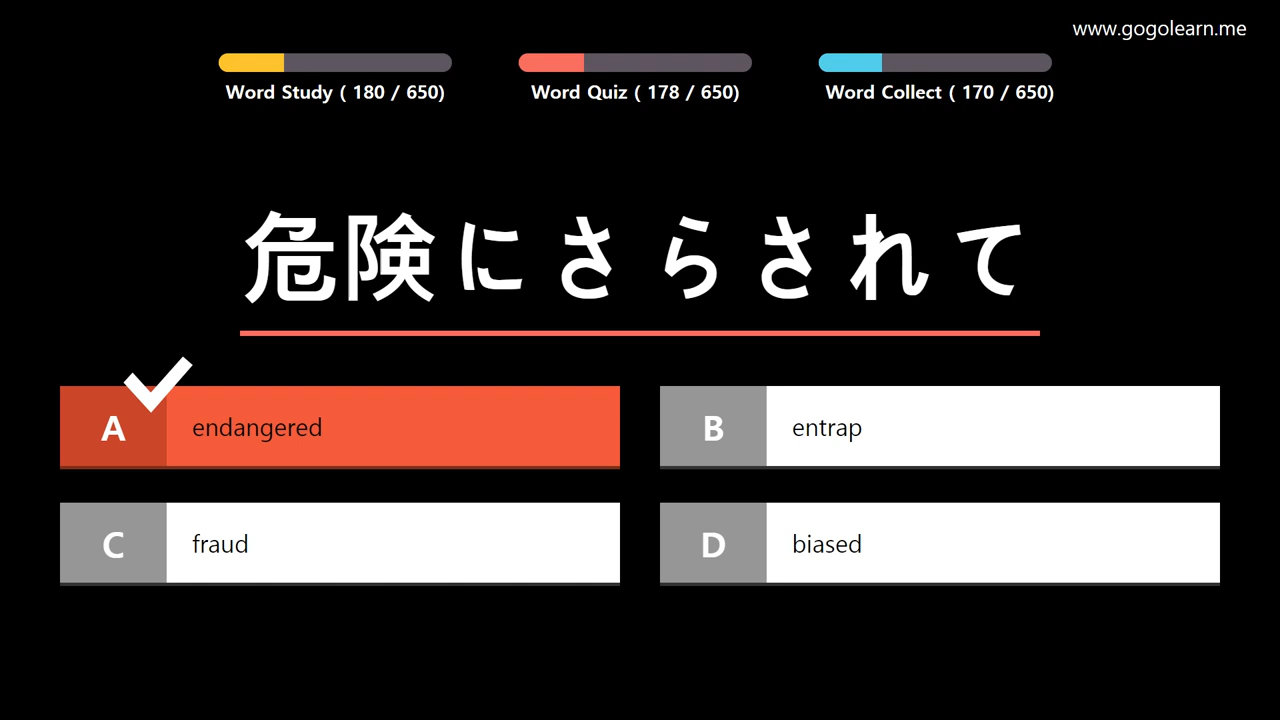 www.gogolearn.me
Word Study ( 180 / 650)
Word Quiz ( 178 / 650)
Word Collect ( 170 / 650)
危険にさらされて
A endangered
B entrap
C fraud
D biased